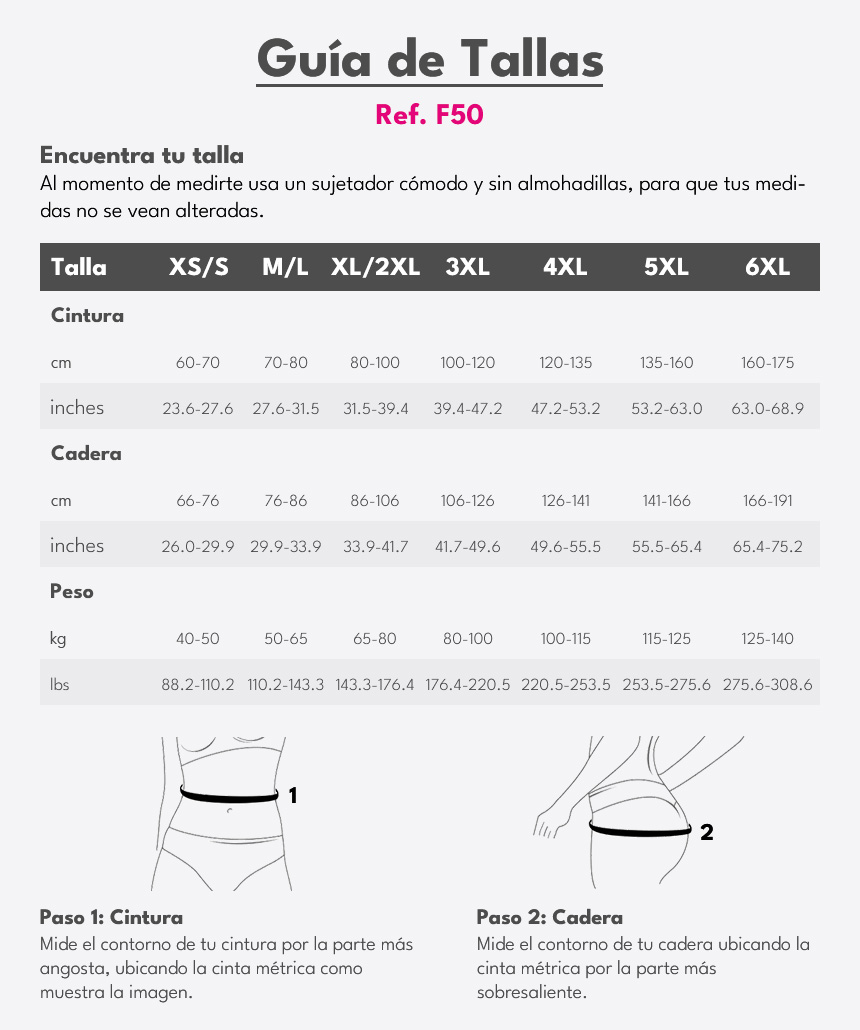 Guía de Tallas
Ref. F50
Encuentra tu talla
Al momento de medirte usa un sujetador cómodo y sin almohadillas, para que tus medi-
das no se vean alteradas.
Talla XS/S M/L XL/2XL 3XL 4XL 5XL 6XL
Cintura
cm 60-70 70-80 80-100 100-120 120-135 135-160 160-175
inches 23.6-27.6 27.6-31.5 31.5-39.4 39.4-47.2 47.2-53.2 53.2-63.0 63.0-68.9
Cadera
cm 66-76 76-86 86-106 106-126 126-141 141-166 166-191
inches 26.0-29.9 29.9-33.9 33.9-41.7 41.7-49.6 49.6-55.5 55.5-65.4 65.4-75.2
Peso
kg 40-50 50-65 65-80 80-100 100-115 115-125 125-140
lbs 88.2-110.2 110.2-143.3 143.3-176.4 176.4-220.5 220.5-253.5 253.5-275.6 275.6-308.6
1
2
Paso 1: Cintura
Mide el contorno de tu cintura por la parte más
angosta, ubicando la cinta métrica como
muestra la imagen.
Paso 2: Cadera
Mide el contorno de tu cadera ubicando la
cinta métrica por la parte más
sobresaliente.